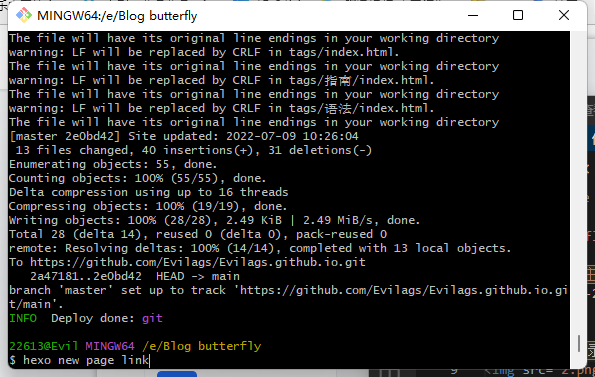 MINGW64:/e/Blog butterfly
The file will have its original line endings in your working directory
warning: LF will be replaced by CRLF in tags/index.html.
The file will have its original line endings in your working directory
warning: LF will be replaced by CRLF in tags/指南/index.html.
The file will have its original line endings in your working directory
warning: LF will be replaced by CRLF in tags/语法/index.html.
The file will have its original line endings in your working directory
[master 2e0bd42] Site updated: 2022-07-09 10:26:04
13 files changed, 40 insertions(+), 31 deletions(-)
Enumerating objects: 55, done.
Counting objects: 100% (55/55), done.
Delta compression using up to 16 threads
Compressing objects: 100% (19/19), done.
Writing objects: 100% (28/28), 2.49 KiB | 2.49 MiB/s, done.
Total 28 (delta 14), reused 0 (delta 0), pack-reused 0
remote: Resolving deltas: 100% (14/14), completed with 13 local objects.
To https://github.com/Evilags/Evilags.github.io.git
2a47181..2e0bd42  HEAD -> main
branch 'master' set up to track 'https://github.com/Evilags/Evilags.github.io.gi
t/main'.
INFO  Deploy done: git
22613@Evil MINGW64 /e/Blog butterfly
$ hexo new page link
9 <img src="2.png